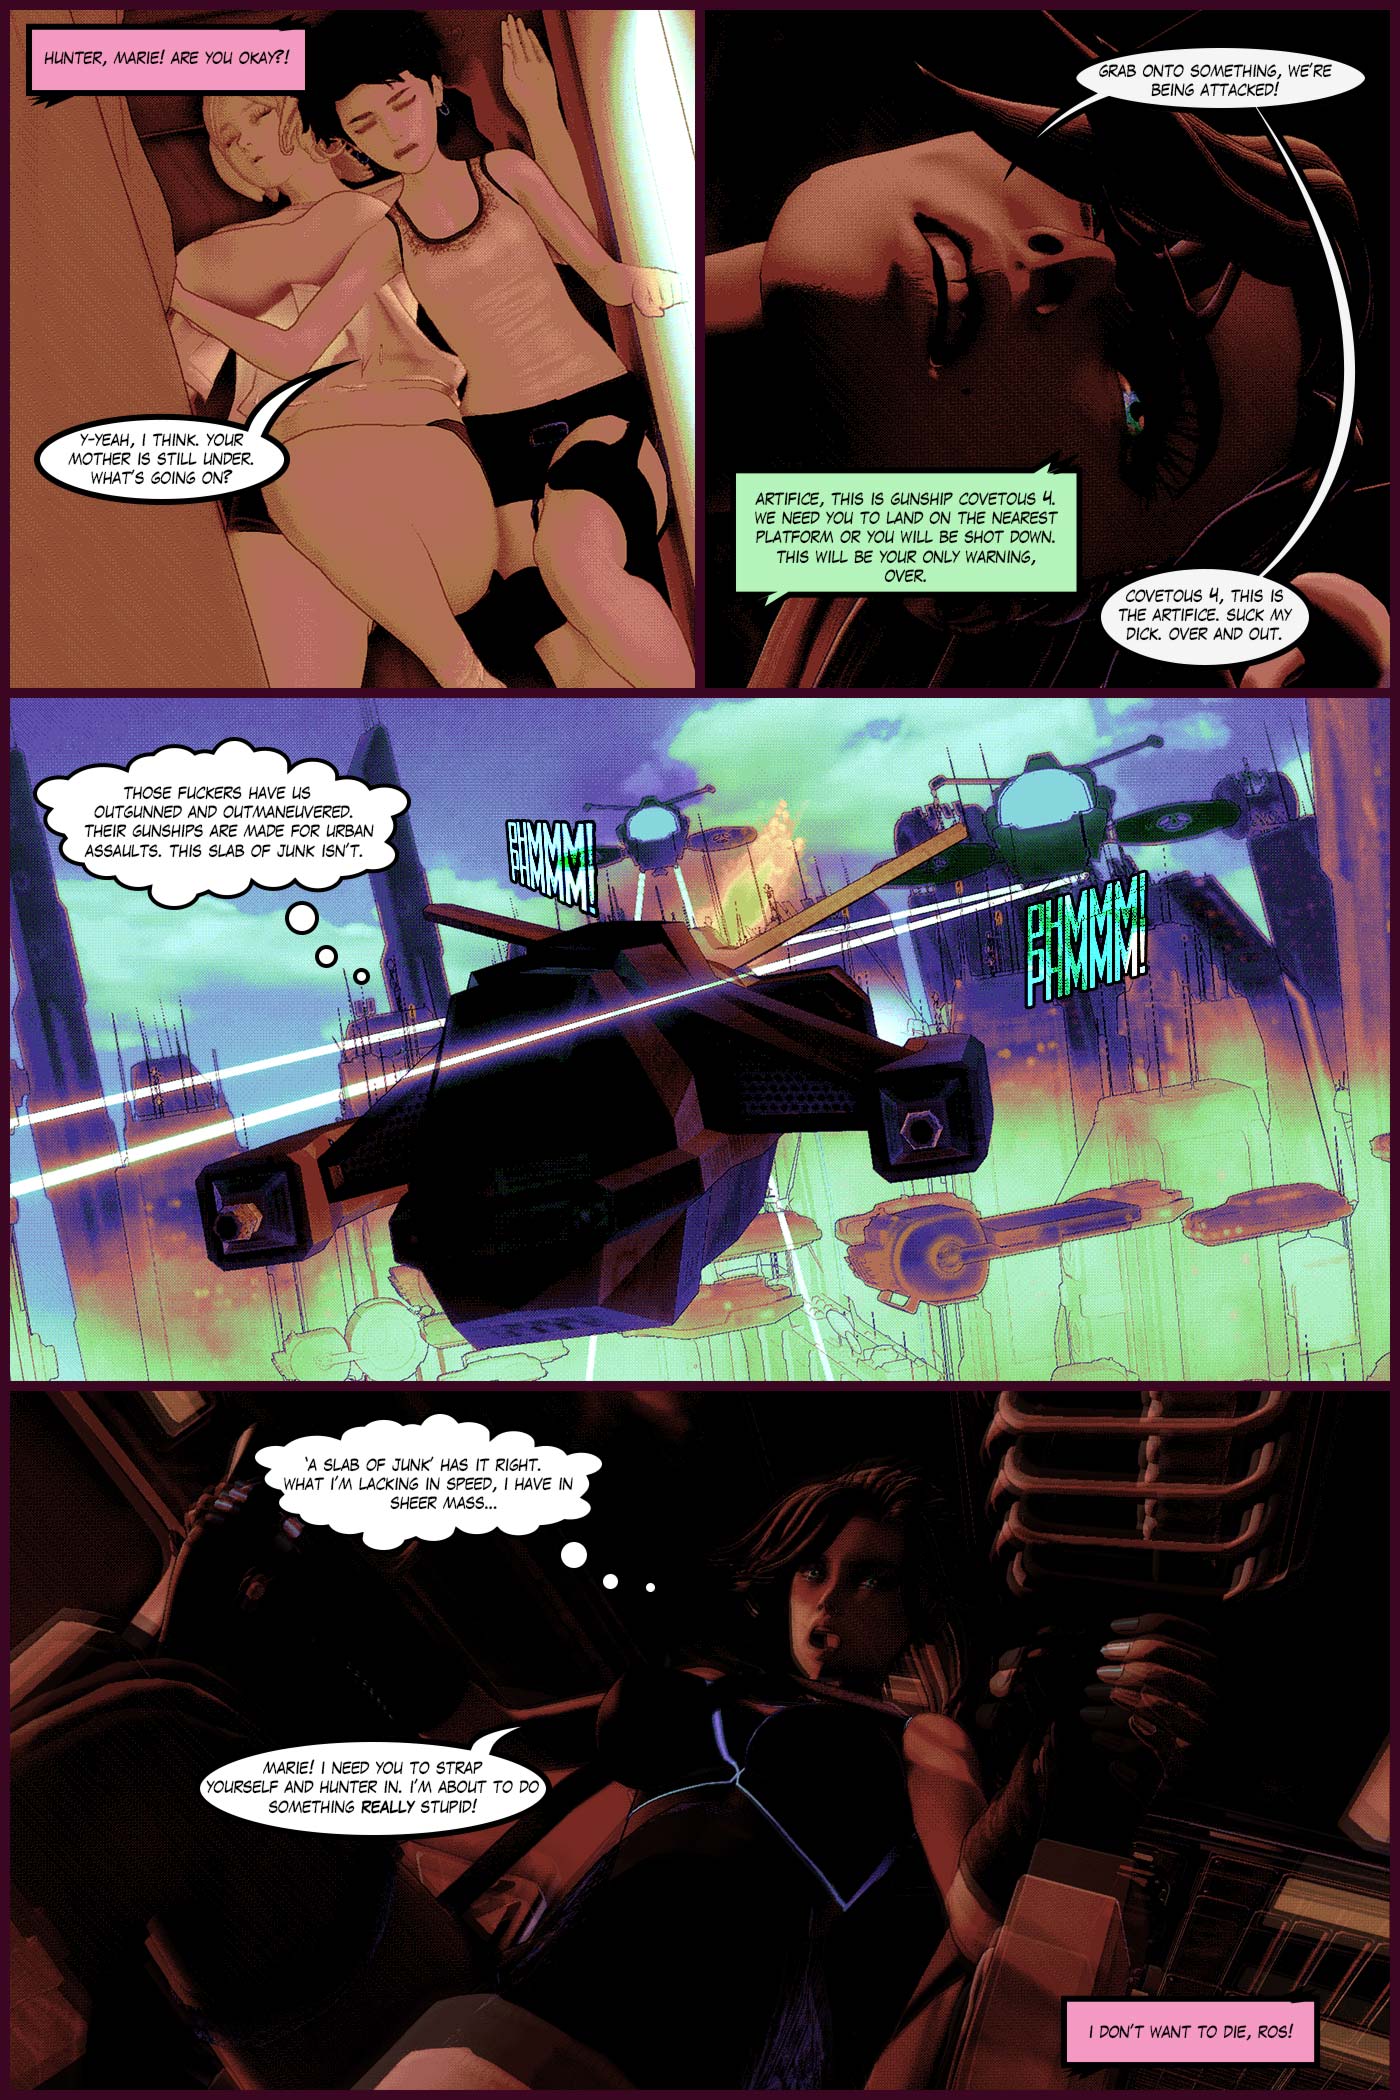 HUNTER, MARIE! ARE YOU OKAY?!
Y-YEAH, I THINK. YOUR
MOTHER IS STILL UNDER.
WHAT'S GOING ON?
GRAB ONTO SOMETHING, WE'RE
BEING ATTACKED!
ARTIFICE, THIS IS GUNSHIP COVETOUS 4.
WE NEED YOU TO LAND ON THE NEAREST
PLATFORM OR YOU WILL BE SHOT DOWN.
THIS WILL BE YOUR ONLY WARNING,
OVER.
COVETOUS 4, THIS IS
THE ARTIFICE. SUCK MY
DICK. OVER AND OUT.
THOSE FUCKERS HAVE US
OUTGUNNED AND OUTMANEUVERED.
THEIR GUNSHIPS ARE MADE FOR URBAN
ASSAULTS. THIS SLAB OF JUNK ISN'T.
PHMMM!
PHMMM!
PHMMM!
PHMMM!
'A SLAB OF JUNK' HAS IT RIGHT.
WHAT I'M LACKING IN SPEED, I HAVE IN
SHEER MASS...
MARIE! I NEED YOU TO STRAP
YOURSELF AND HUNTER IN. I'M ABOUT TO DO
SOMETHING REALLY STUPID!
I DON'T WANT TO DIE, ROS!